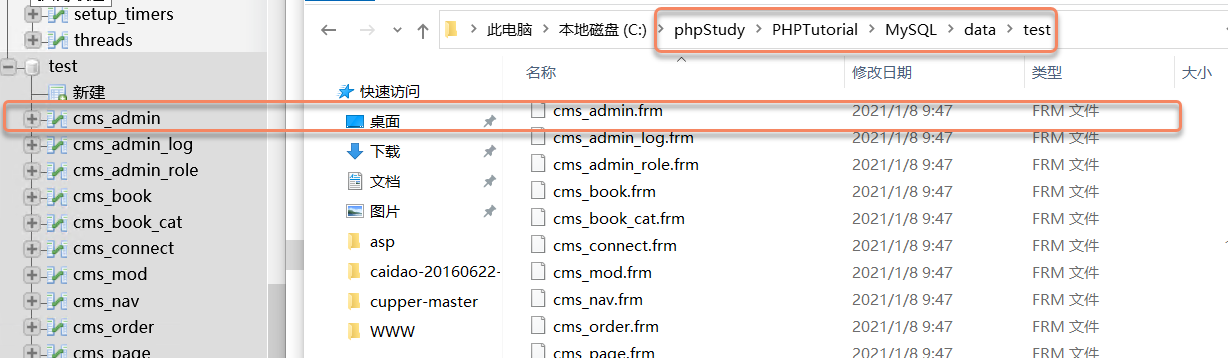 setup_timers
threads
test
新建
cms_admin
cms_admin_log
cms_admin_role
cms_book
cms_book_cat
cms_connect
cms_mod
cms_nav
cms_order
cms_page
此电脑 本地磁盘 (C:) phpStudy PHPTutorial MySQL data test
名称 修改日期 类型 大小
快速访问
桌面
下载
文档
图片
asp
caidao-20160622-
cupper-master
WWW
cms_admin.frm 2021/1/8 9:47 FRM 文件
cms_admin_log.frm 2021/1/8 9:47 FRM 文件
cms_admin_role.frm 2021/1/8 9:47 FRM 文件
cms_book.frm 2021/1/8 9:47 FRM 文件
cms_book_cat.frm 2021/1/8 9:47 FRM 文件
cms_connect.frm 2021/1/8 9:47 FRM 文件
cms_mod.frm 2021/1/8 9:47 FRM 文件
cms_nav.frm 2021/1/8 9:47 FRM 文件
cms_order.frm 2021/1/8 9:47 FRM 文件
cms_page.frm 2021/1/8 9:47 FRM 文件